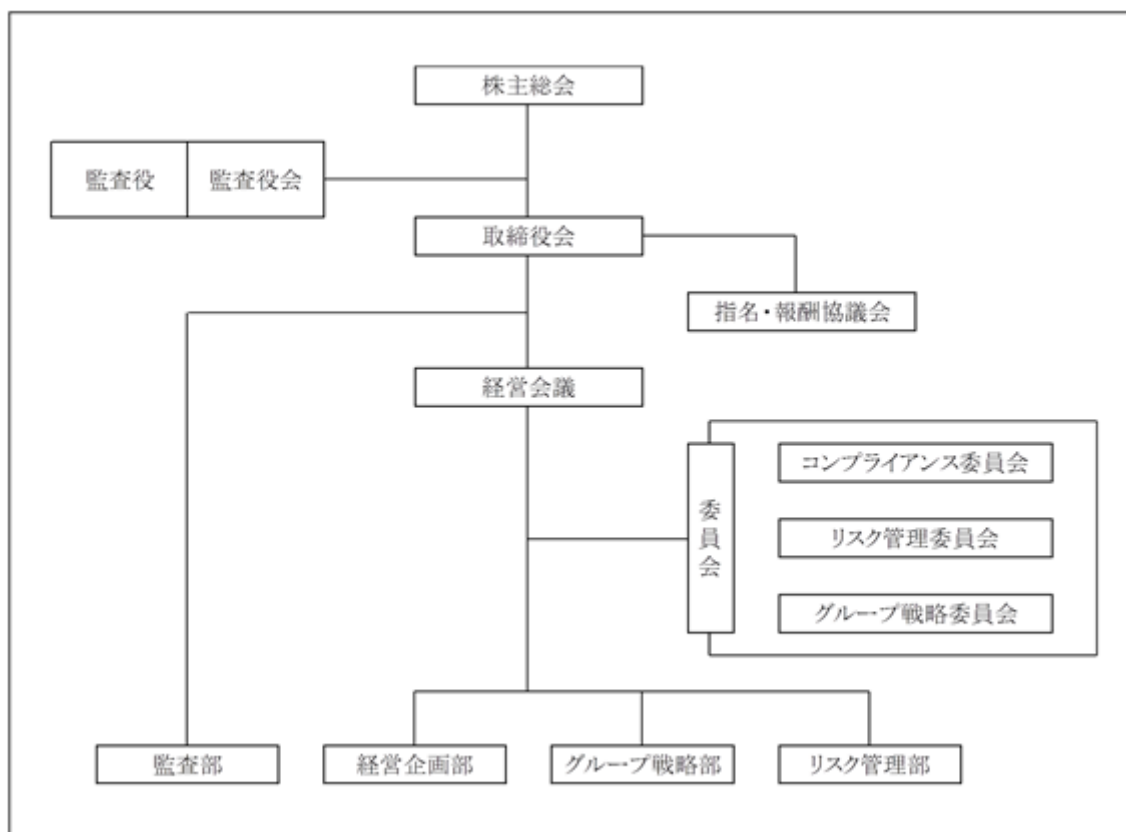 株主総会
監査役
監査役会
取締役会
指名・報酬協議会
経営会議
委員会
コンプライアンス委員会
リスク管理委員会
グループ戦略委員会
監査部
経営企画部
グループ戦略部
リスク管理部